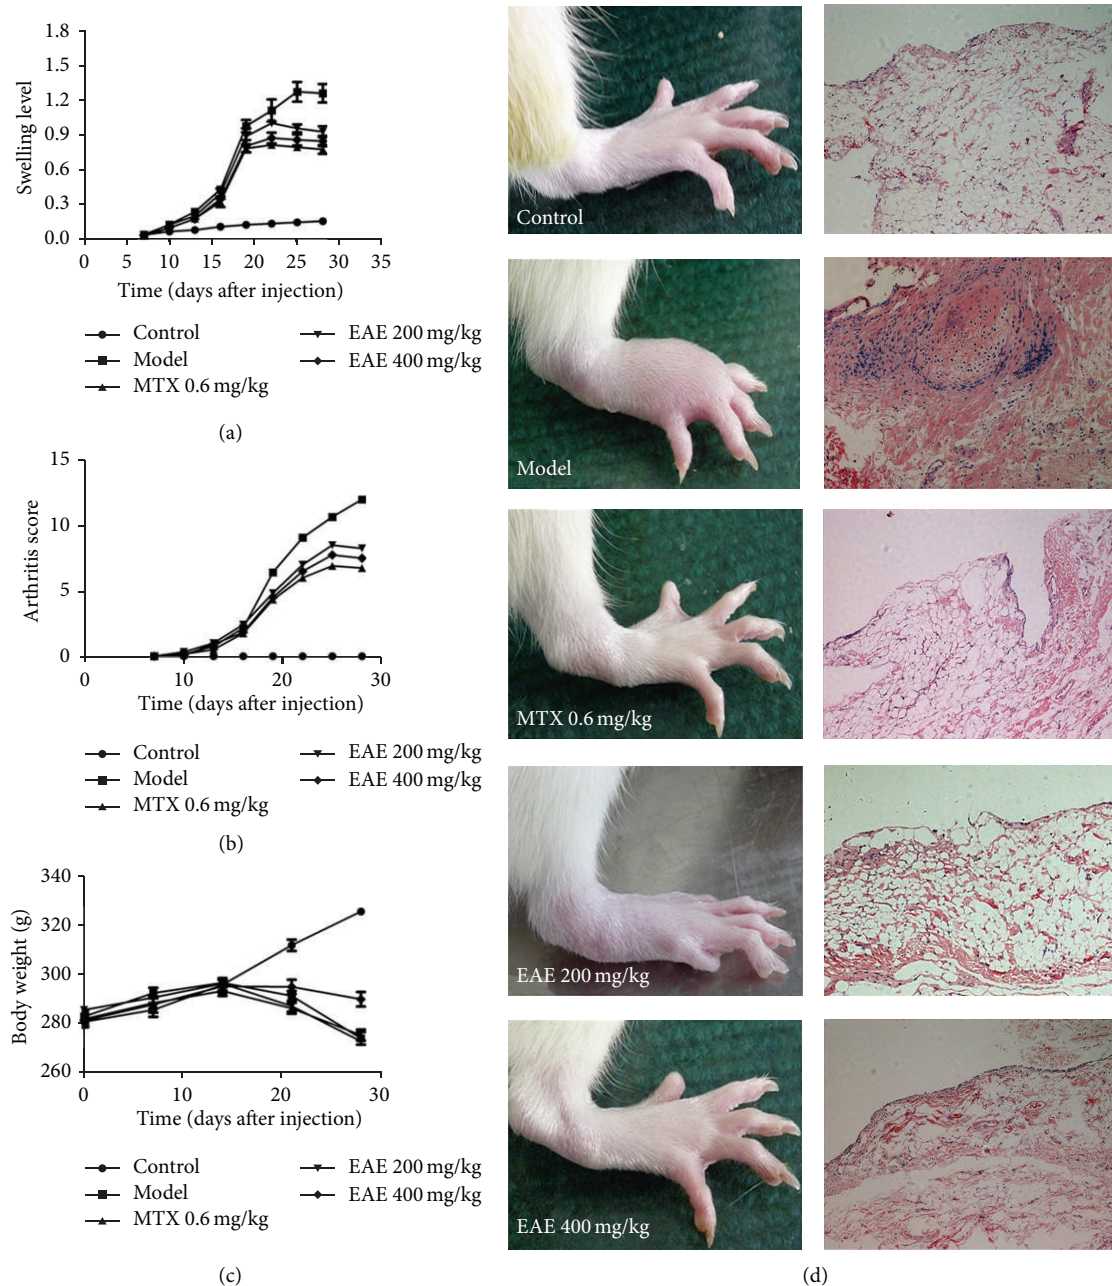 1.8
1.5
1.2
0.9
0.6
0.3
0.0
Swelling level
0 5 10 15 20 25 30 35
Time (days after injection)
Control
Model
MTX 0.6 mg/kg
EAE 200 mg/kg
EAE 400 mg/kg
(a)
15
10
5
0
Arthritis score
0 10 20 30
Time (days after injection)
Control
Model
MTX 0.6 mg/kg
EAE 200 mg/kg
EAE 400 mg/kg
(b)
340
320
300
280
260
Body weight (g)
0 10 20 30
Time (days after injection)
Control
Model
MTX 0.6 mg/kg
EAE 200 mg/kg
EAE 400 mg/kg
(c)
Control
Model
MTX 0.6 mg/kg
EAE 200 mg/kg
EAE 400 mg/kg
(d)